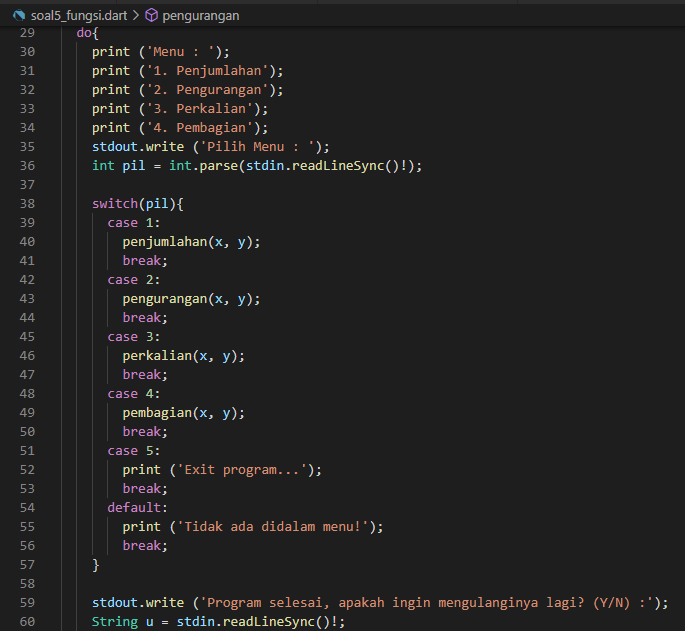 soal5_fungsi.dart > pengurangan
29 do{
30 print ('Menu : ');
31 print ('1. Penjumlahan');
32 print ('2. Pengurangan');
33 print ('3. Perkalian');
34 print ('4. Pembagian');
35 stdout.write ('Pilih Menu : ');
36 int pil = int.parse(stdin.readLineSync()!);
37
38 switch(pil){
39 case 1:
40 penjumlahan(x, y);
41 break;
42 case 2:
43 pengurangan(x, y);
44 break;
45 case 3:
46 perkalian(x, y);
47 break;
48 case 4:
49 pembagian(x, y);
50 break;
51 case 5:
52 print ('Exit program...');
53 break;
54 default:
55 print ('Tidak ada didalam menu!');
56 break;
57 }
58
59 stdout.write ('Program selesai, apakah ingin mengulanginya lagi? (Y/N) :');
60 String u = stdin.readLineSync()!;